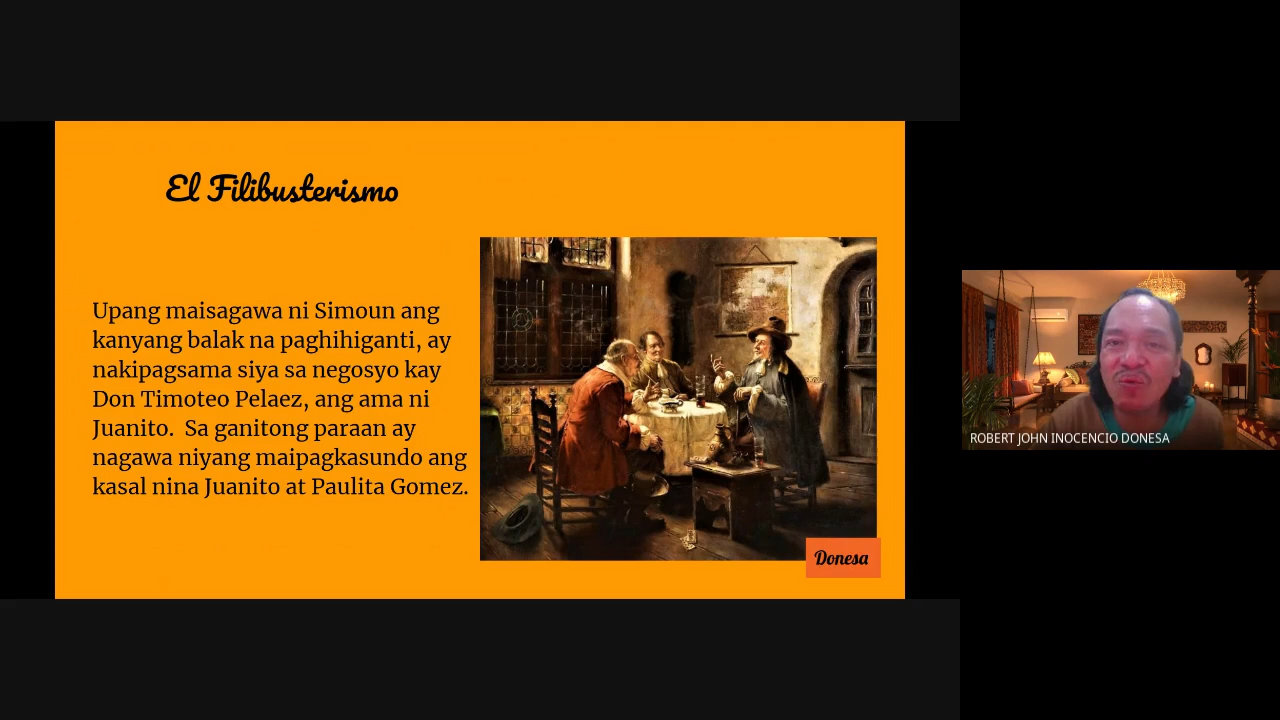 El Filibusterismo
Upang maisagawa ni Simoun ang
kanyang balak na paghihiganti, ay
nakipagsama siya sa negosyo kay
Don Timoteo Pelaez, ang ama ni
Juanito.  Sa ganitong paraan ay
nagawa niyang maipagkasundo ang
kasal nina Juanito at Paulita Gomez.
Donesa
ROBERT JOHN INOCENCIO DONESA